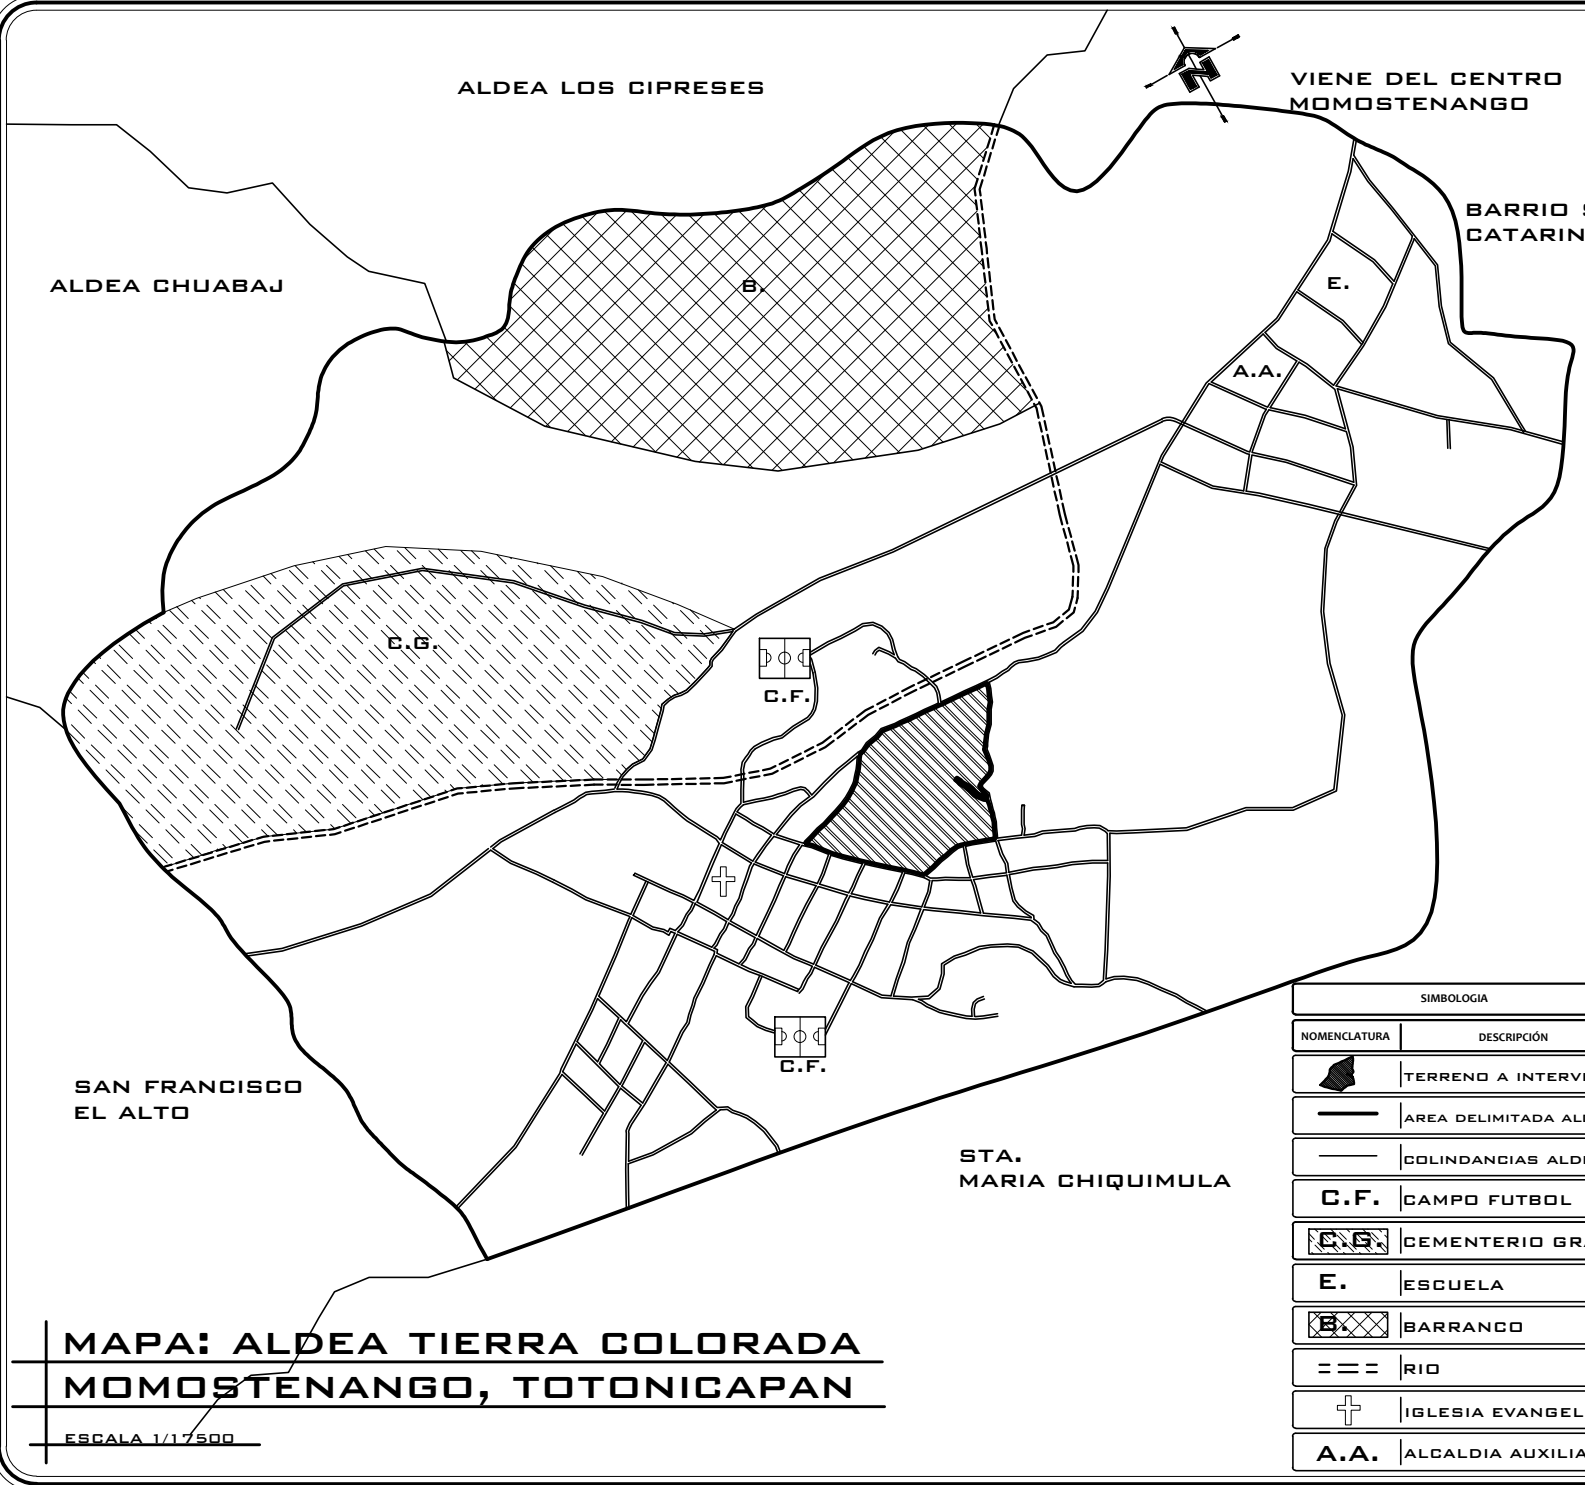 ALDEA LOS CIPRESES
VIENE DEL CENTRO
MOMOSTENANGO
N
BARRIO
CATARIN
ALDEA CHUABAJ
B.
E.
A.A.
C.G.
C.F.
C.F.
SAN FRANCISCO
EL ALTO
STA.
MARIA CHIQUIMULA
SIMBOLOGIA
NOMENCLATURA DESCRIPCIÓN
TERRENO A INTERV
AREA DELIMITADA AL
COLINDANCIAS ALD
C.F. CAMPO FUTBOL
C.G. CEMENTERIO GR
E. ESCUELA
B. BARRANCO
RIO
IGLESIA EVANGEL
A.A. ALCALDIA AUXILIA
MAPA: ALDEA TIERRA COLORADA
MOMOSTENANGO, TOTONICAPAN
ESCALA 1/17500